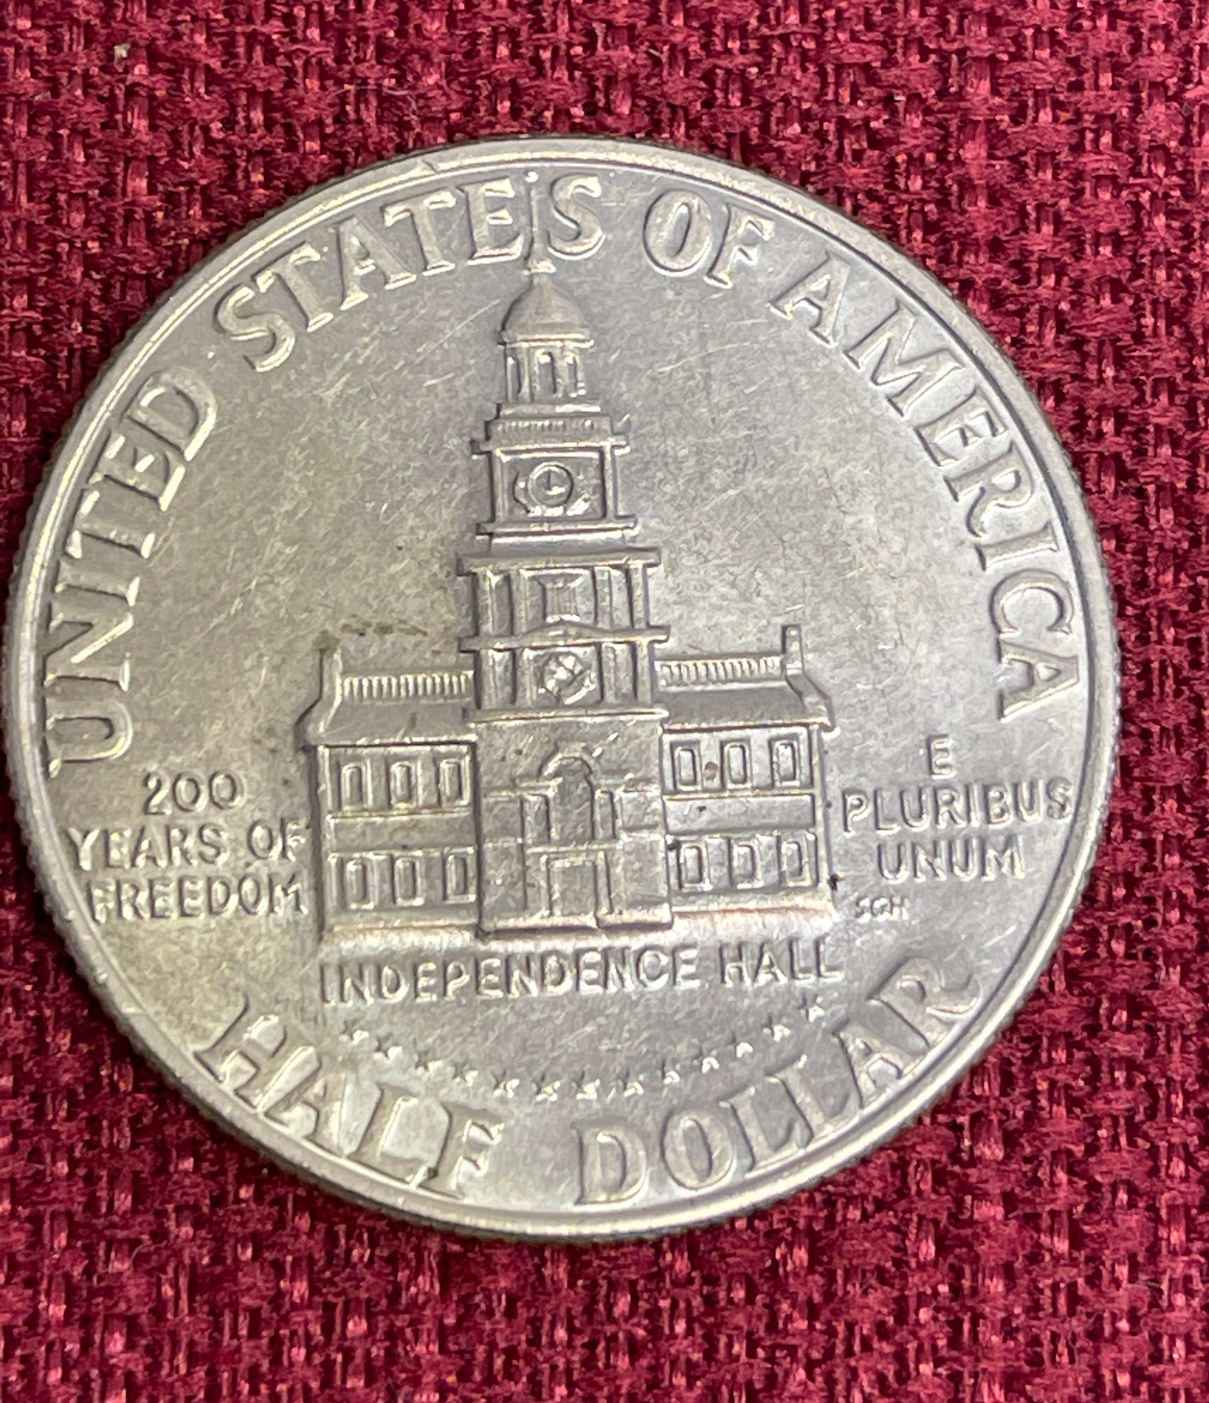 UNITED STATES OF AMERICA
200
YEARS OF
FREEDOM
E
PLURIBUS
UNUM
SGH
INDEPENDENCE HALL
HALF DOLLAR